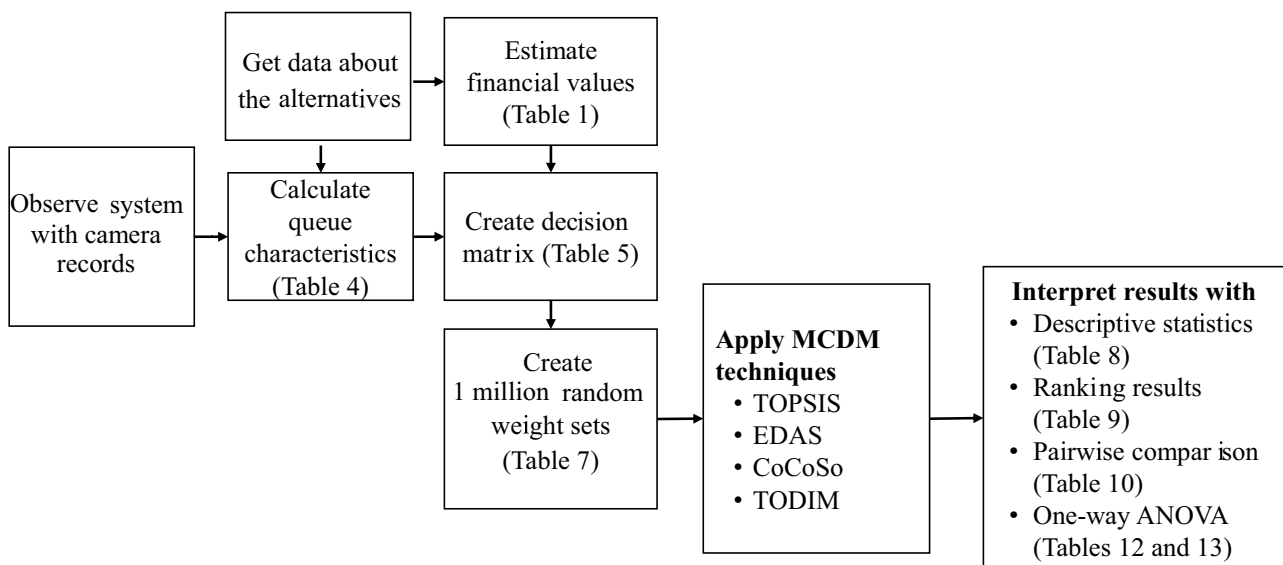 Get data about
the alternatives
Estimate
financial values
(Table 1)
Observe system
with camera
records
Calculate
queue
characteristics
(Table 4)
Create decision
matrix (Table 5)
Create
1 million random
weight sets
(Table 7)
Apply MCDM
techniques
• TOPSIS
• EDAS
• CoCoSo
• TODIM
Interpret results with
• Descriptive statistics
(Table 8)
• Ranking results
(Table 9)
• Pairwise comparison
(Table 10)
• One-way ANOVA
(Tables 12 and 13)